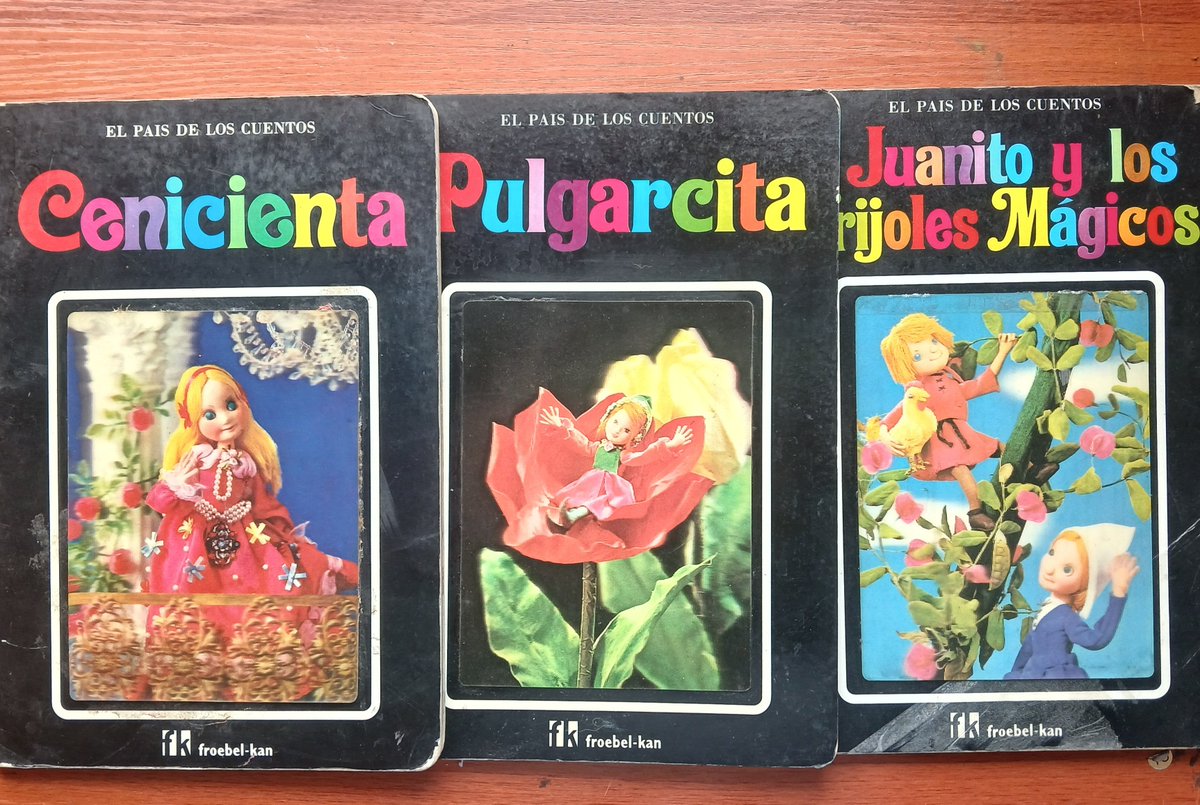 EL PAIS DE LOS CUENTOS
Cenicienta
fk froebel-kan
EL PAIS DE LOS CUENTOS
Pulgarcita
fk froebel-kan
EL PAIS DE LOS CUENTOS
Juanito y los
rijoles Mágicos
fk froebel-kan